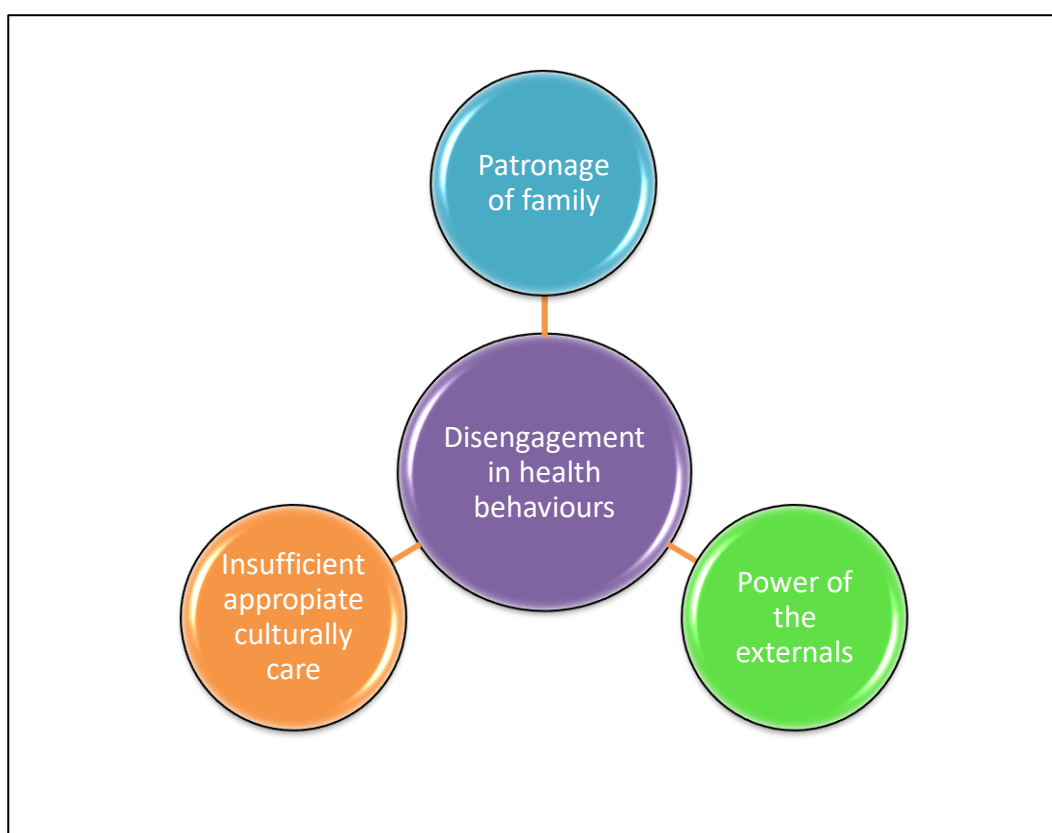 Patronage
of family
Disengagement
in health
behaviours
Insufficient
appropiate
culturally
care
Power of
the
externals